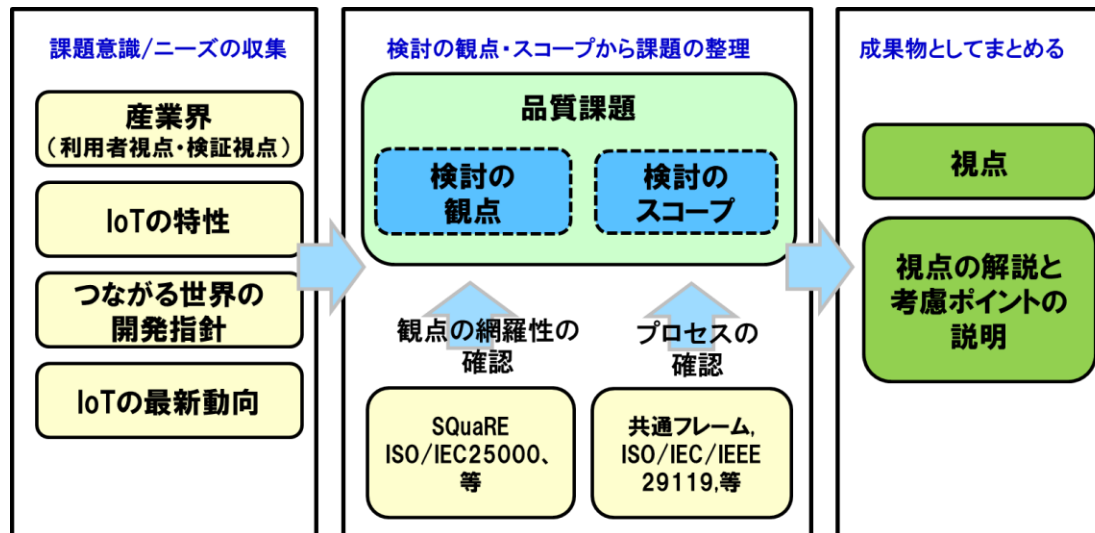 課題意識/ニーズの収集
産業界
（利用者視点・検証視点）
IoTの特性
つながる世界の
開発指針
IoTの最新動向
検討の観点・スコープから課題の整理
品質課題
検討の
観点
検討の
スコープ
観点の網羅性の
確認
プロセスの
確認
SQuaRE
ISO/IEC25000、
等
共通フレーム,
ISO/IEC/IEEE
29119,等
成果物としてまとめる
視点
視点の解説と
考慮ポイントの
説明